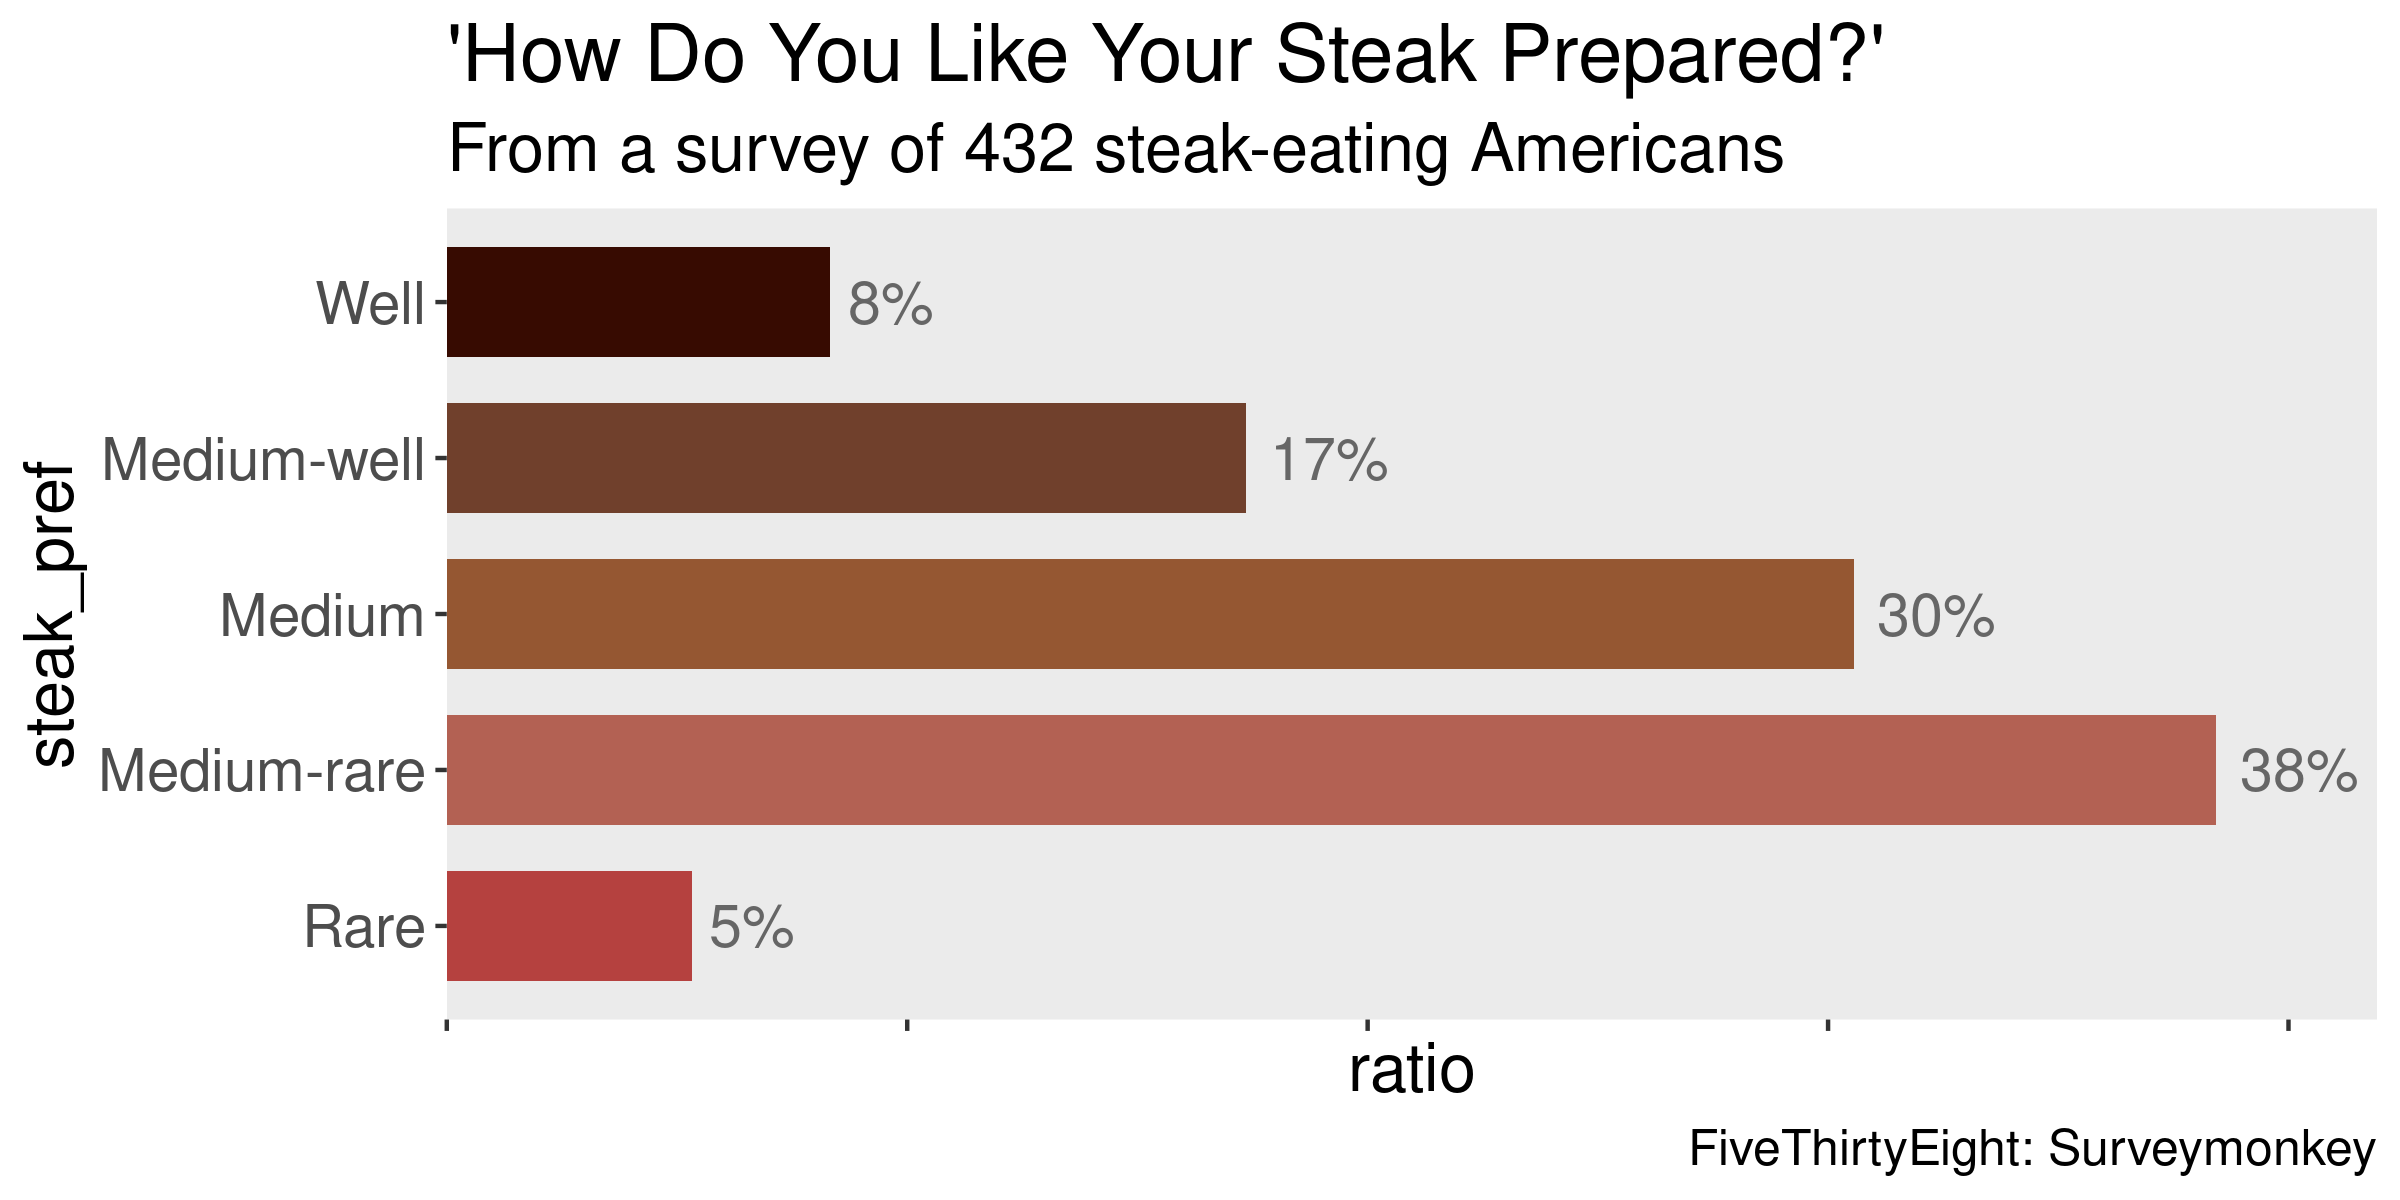 'How Do You Like Your Steak Prepared?'
From a survey of 432 steak-eating Americans
steak_pref
Well
8%
Medium-well
17%
Medium
30%
Medium-rare
38%
Rare
5%
ratio
FiveThirtyEight: Surveymonkey